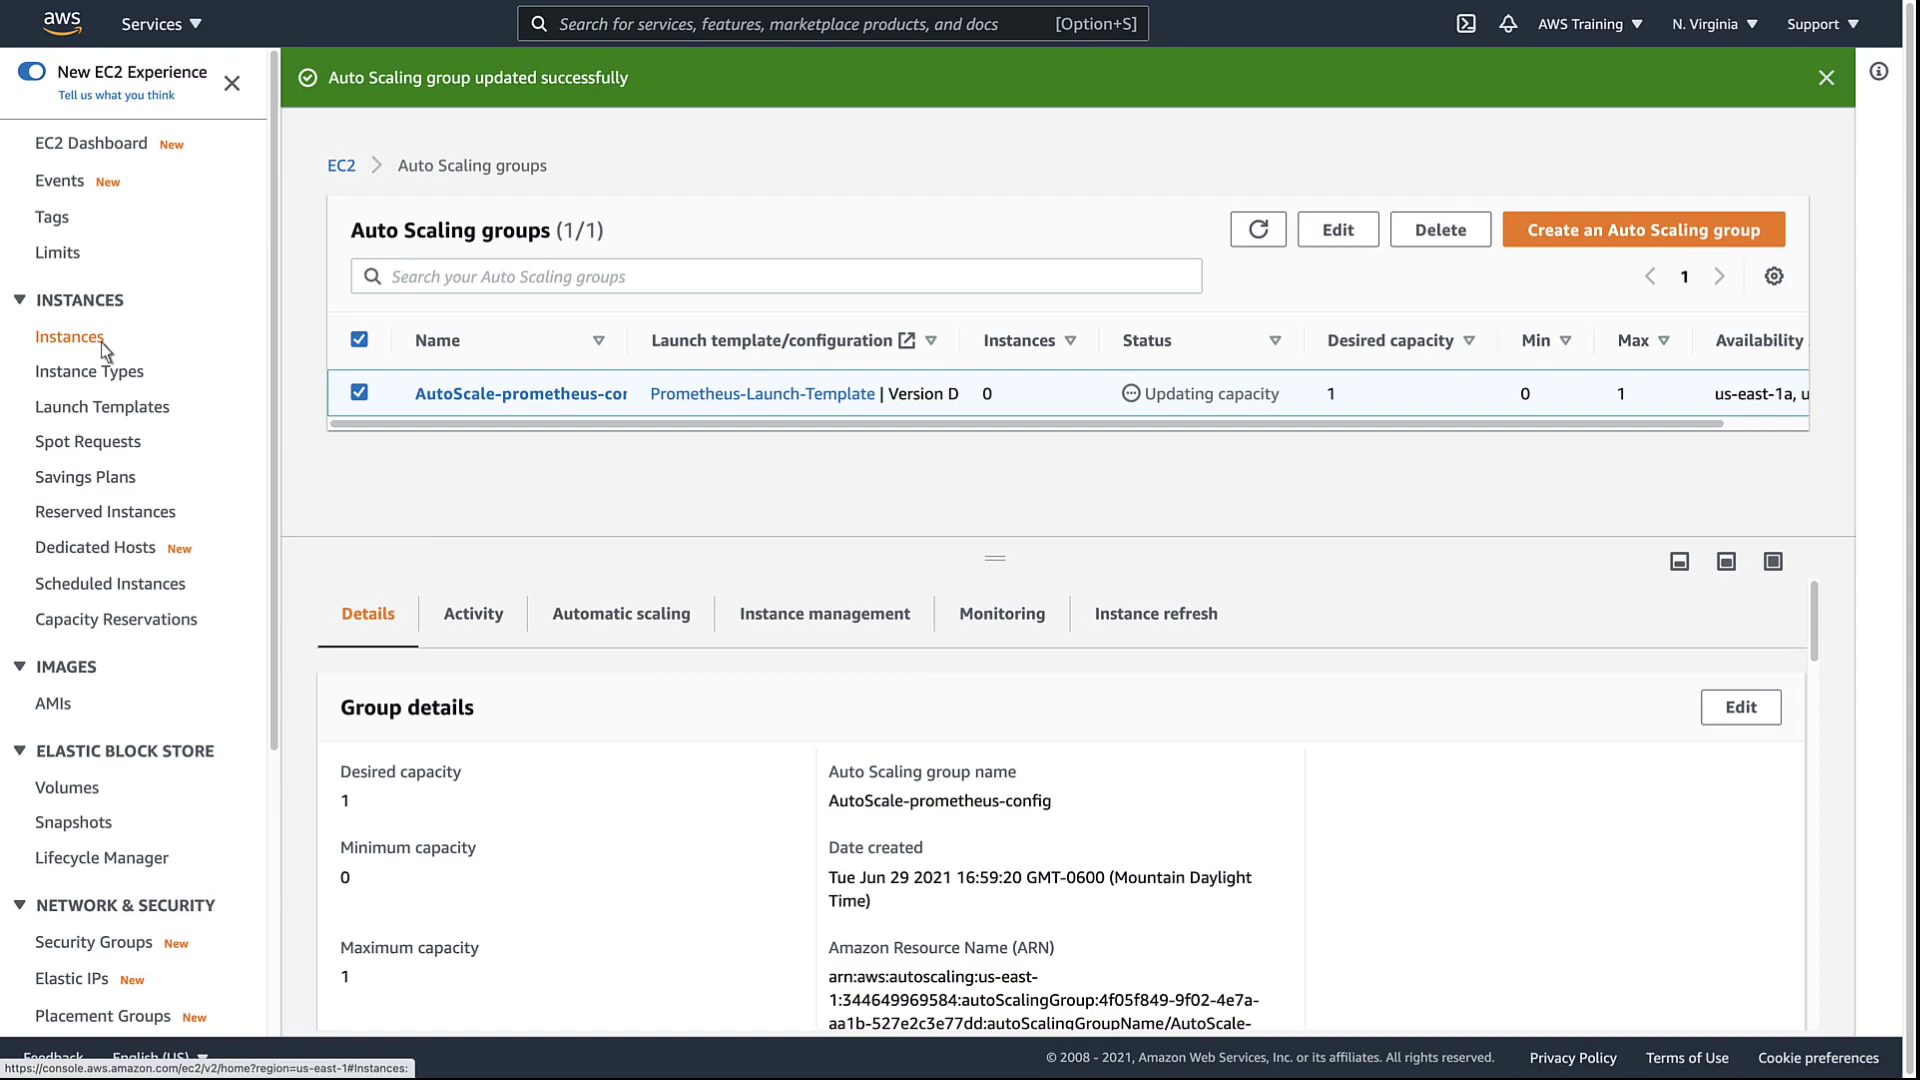 aws
Services
Search for services, features, marketplace products, and docs [Option+S]
AWS Training
N. Virginia
Support
New EC2 Experience
Tell us what you think
EC2 Dashboard New
Events New
Tags
Limits
INSTANCES
Instances
Instance Types
Launch Templates
Spot Requests
Savings Plans
Reserved Instances
Dedicated Hosts New
Scheduled Instances
Capacity Reservations
IMAGES
AMIs
ELASTIC BLOCK STORE
Volumes
Snapshots
Lifecycle Manager
NETWORK & SECURITY
Security Groups New
Elastic IPs New
Placement Groups New
Auto Scaling group updated successfully
EC2 Auto Scaling groups
Auto Scaling groups (1/1)
Edit
Delete
Create an Auto Scaling group
Search your Auto Scaling groups
1
Name Launch template/configuration Instances Status Desired capacity Min Max Availability
AutoScale-prometheus-cor Prometheus-Launch-Template | Version D 0 Updating capacity 1 0 1 us-east-1a, u
Details Activity Automatic scaling Instance management Monitoring Instance refresh
Group details
Edit
Desired capacity
1
Minimum capacity
0
Maximum capacity
1
Auto Scaling group name
AutoScale-prometheus-config
Date created
Tue Jun 29 2021 16:59:20 GMT-0600 (Mountain Daylight
Time)
Amazon Resource Name (ARN)
arn:aws:autoscaling:us-east-
1:344649969584:autoScalingGroup:4f05f849-9f02-4e7a-
aa1b-527e2c3e77dd:autoScalingGroupName/AutoScale-
Feedback English (US)
© 2008 - 2021, Amazon Web Services, Inc. or its affiliates. All rights reserved. Privacy Policy Terms of Use Cookie preferences
https://console.aws.amazon.com/ec2/v2/home?region=us-east-1#Instances: